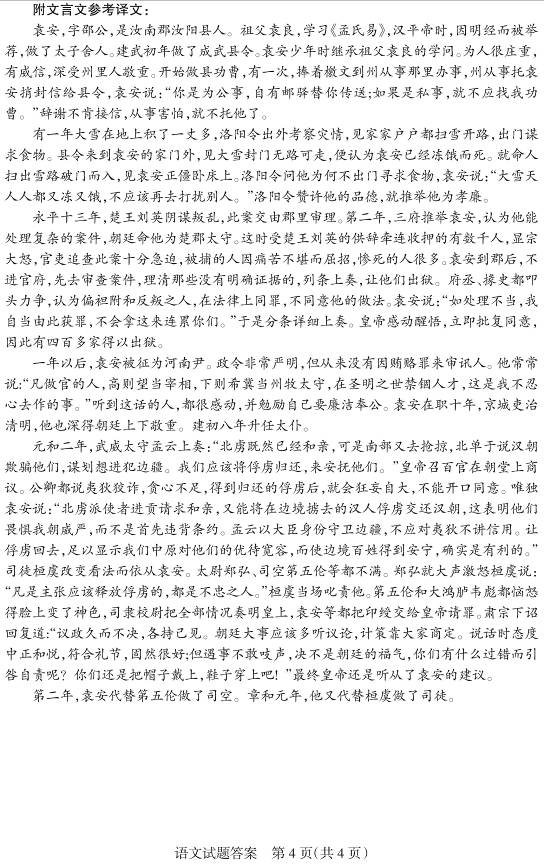 附文言文参考译文：
袁安，字邵公，是汝南郡汝阳县人。祖父袁良，学习《孟氏易》，汉平帝时，因明经而被举
荐，做了太子舍人。建武初年做了成武县令。袁安少年时继承祖父袁良的学问。为人很庄重，
有威信，深受州里人敬重。开始做县功曹，有一次，捧着檄文到州从事那里办事，州从事托袁
安捎封信给县令，袁安说：“你是为公事，自有邮驿替你传送；如果是私事，就不应找我功
曹。”辞谢不肯接信，从事害怕，就不托他了。
有一年大雪在地上积了一丈多，洛阳令出外考察灾情，见家家户户都扫雪开路，出门谋
求食物。县令来到袁安的家门外，见大雪封门无路可走，便认为袁安已经冻饿而死。就命人
扫出雪路破门而入，见袁安正僵卧床上。洛阳令问他为何不出门寻求食物，袁安说：“大雪天
人人都又冻又饿，不应该再去打扰别人。”洛阳令赞许他的品德，就推举他为孝廉。
永平十三年，楚王刘英阴谋叛乱，此案交由郡里审理。第二年，三府推举袁安，认为他能
处理复杂的案件，朝廷命他为楚郡太守。这时受楚王刘英的供辞牵连收押的有数千人，显宗
大怒，官吏追查此案十分急迫，被捕的人因痛苦不堪而屈招，惨死的人很多。袁安到郡后，不
进官府，先去审查案件，理清那些没有明确证据的，列条上奏，让他们出狱。府丞、掾史都叩
头力争，认为偏袒附和反叛之人，在法律上同罪，不同意他的做法。袁安说：“如处理不当，我
自当由此获罪，不会拿这来连累你们。”于是分条详细上奏。皇帝感动醒悟，立即批复同意，
因此有四百多家得以出狱。
一年以后，袁安被征为河南尹。政令非常严明，但从来没有因贿赂罪来审讯人。他常常
说：“凡做官的人，高则望当宰相，下则希冀当州牧太守，在圣明之世禁锢人才，这是我不忍
心去作的事。”听到这话的人，都很感动，并勉励自己要廉洁奉公。袁安在职十年，京城吏治
清明，他也深得朝廷上下敬重。建初八年升任太仆。
元和二年，武威太守孟云上奏：“北虏既然已经和亲，可是南部又去抢掠，北单于说汉朝
欺骗他们，谋划想进犯边疆。我们应该将俘虏归还，来安抚他们。”皇帝召百官在朝堂上商
议。公卿都说夷狄狡诈，贪心不足，得到归还的俘虏后，就会狂妄自大，不能开口同意。唯独
袁安说：“北虏派使者进贡请求和亲，又能将在边境掳去的汉人俘虏交还汉朝，这表明他们
畏惧我朝威严，而不是首先违背条约。孟云以大臣身份守卫边疆，不应对夷狄不讲信用。让
俘虏回去，足以显示我们中原对他们的优待宽容，而使边境百姓得到安宁，确实是有利的。”
司徒桓虞改变看法而依从袁安。太尉郑弘、司空第五伦等都不满。郑弘就大声激怒桓虞说：
“凡是主张应该释放俘虏的，都是不忠之人。”桓虞当场叱责他。第五伦和大鸿胪韦彪都恼怒
得脸上变了神色，司隶校尉把全部情况奏明皇上，袁安等都把印绶交给皇帝请罪。肃宗下诏
回复道：“议政久而不决，各持己见。朝廷大事应该多听议论，计策靠大家商定。说话时态度
中正和悦，符合礼节，固然很好；但遇事不敢吱声，决不是朝廷的福气，你们有什么过错而引
咎自责呢？你们还是把帽子戴上，鞋子穿上吧！”最终皇帝还是听从了袁安的建议。
第二年，袁安代替第五伦做了司空。章和元年，他又代替桓虞做了司徒。
语文试题答案 第4页(共4页)